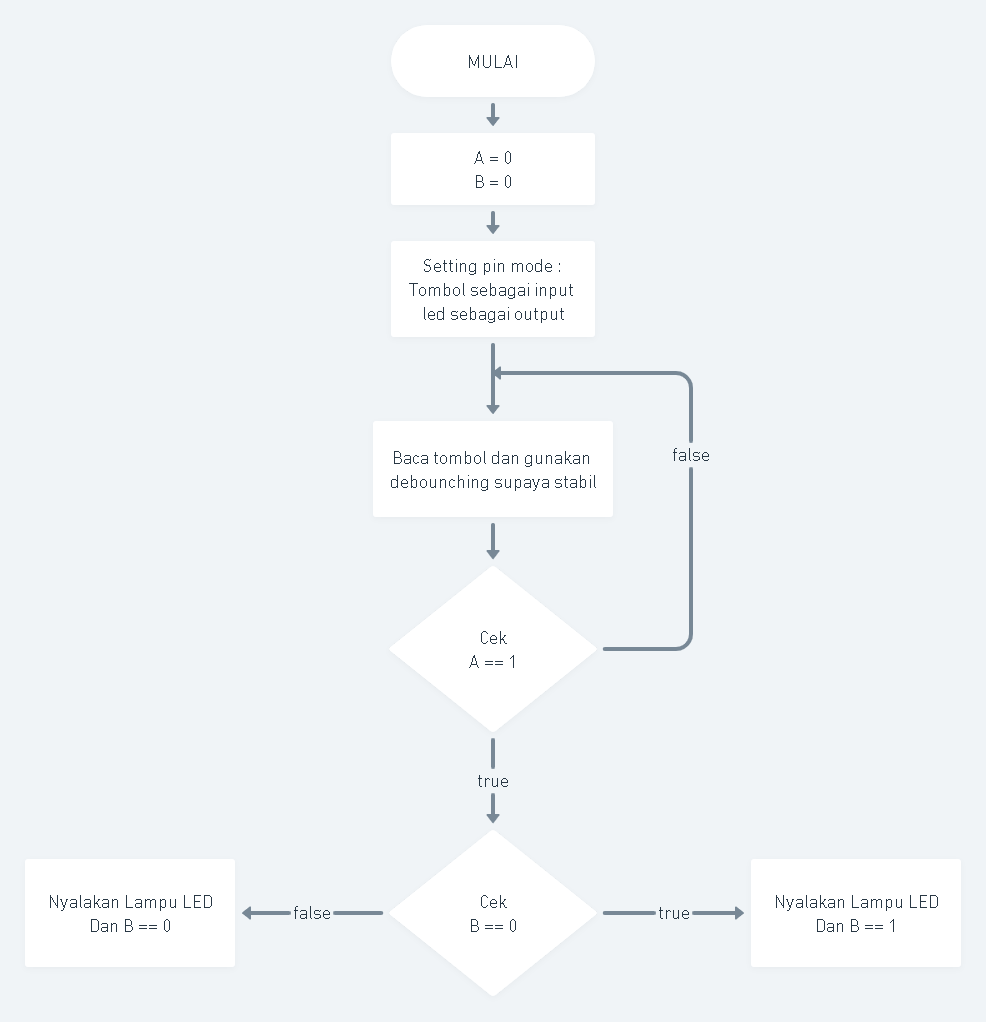 MULAI
A = 0
B = 0
Setting pin mode :
Tombol sebagai input
led sebagai output
false
Baca tombol dan gunakan
debounching supaya stabil
Cek
A == 1
true
Nyalakan Lampu LED
Dan B == 0
false
Cek
B == 0
true
Nyalakan Lampu LED
Dan B == 1